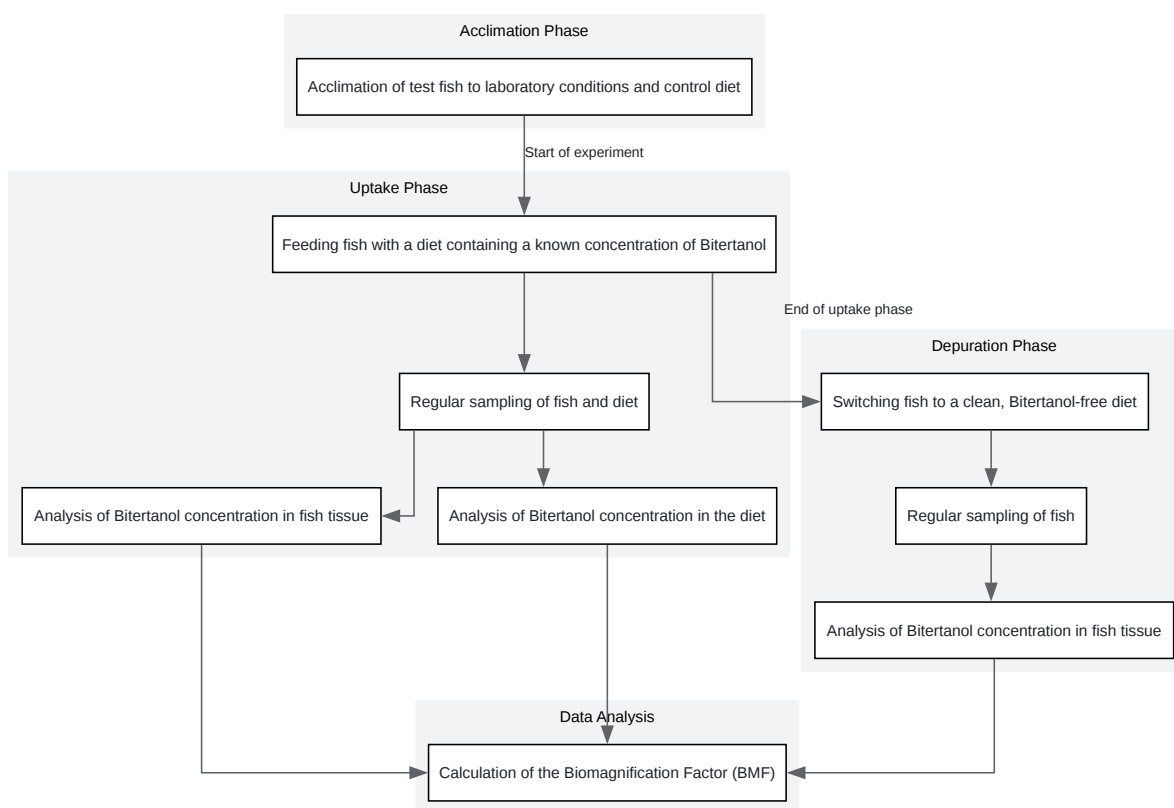 Acclimation Phase
Acclimation of test fish to laboratory conditions and control diet
Start of experiment
Uptake Phase
Feeding fish with a diet containing a known concentration of Bitertanol
End of uptake phase
Depuration Phase
Regular sampling of fish and diet
Switching fish to a clean, Bitertanol-free diet
Analysis of Bitertanol concentration in fish tissue
Analysis of Bitertanol concentration in the diet
Regular sampling of fish
Analysis of Bitertanol concentration in fish tissue
Data Analysis
Calculation of the Biomagnification Factor (BMF)